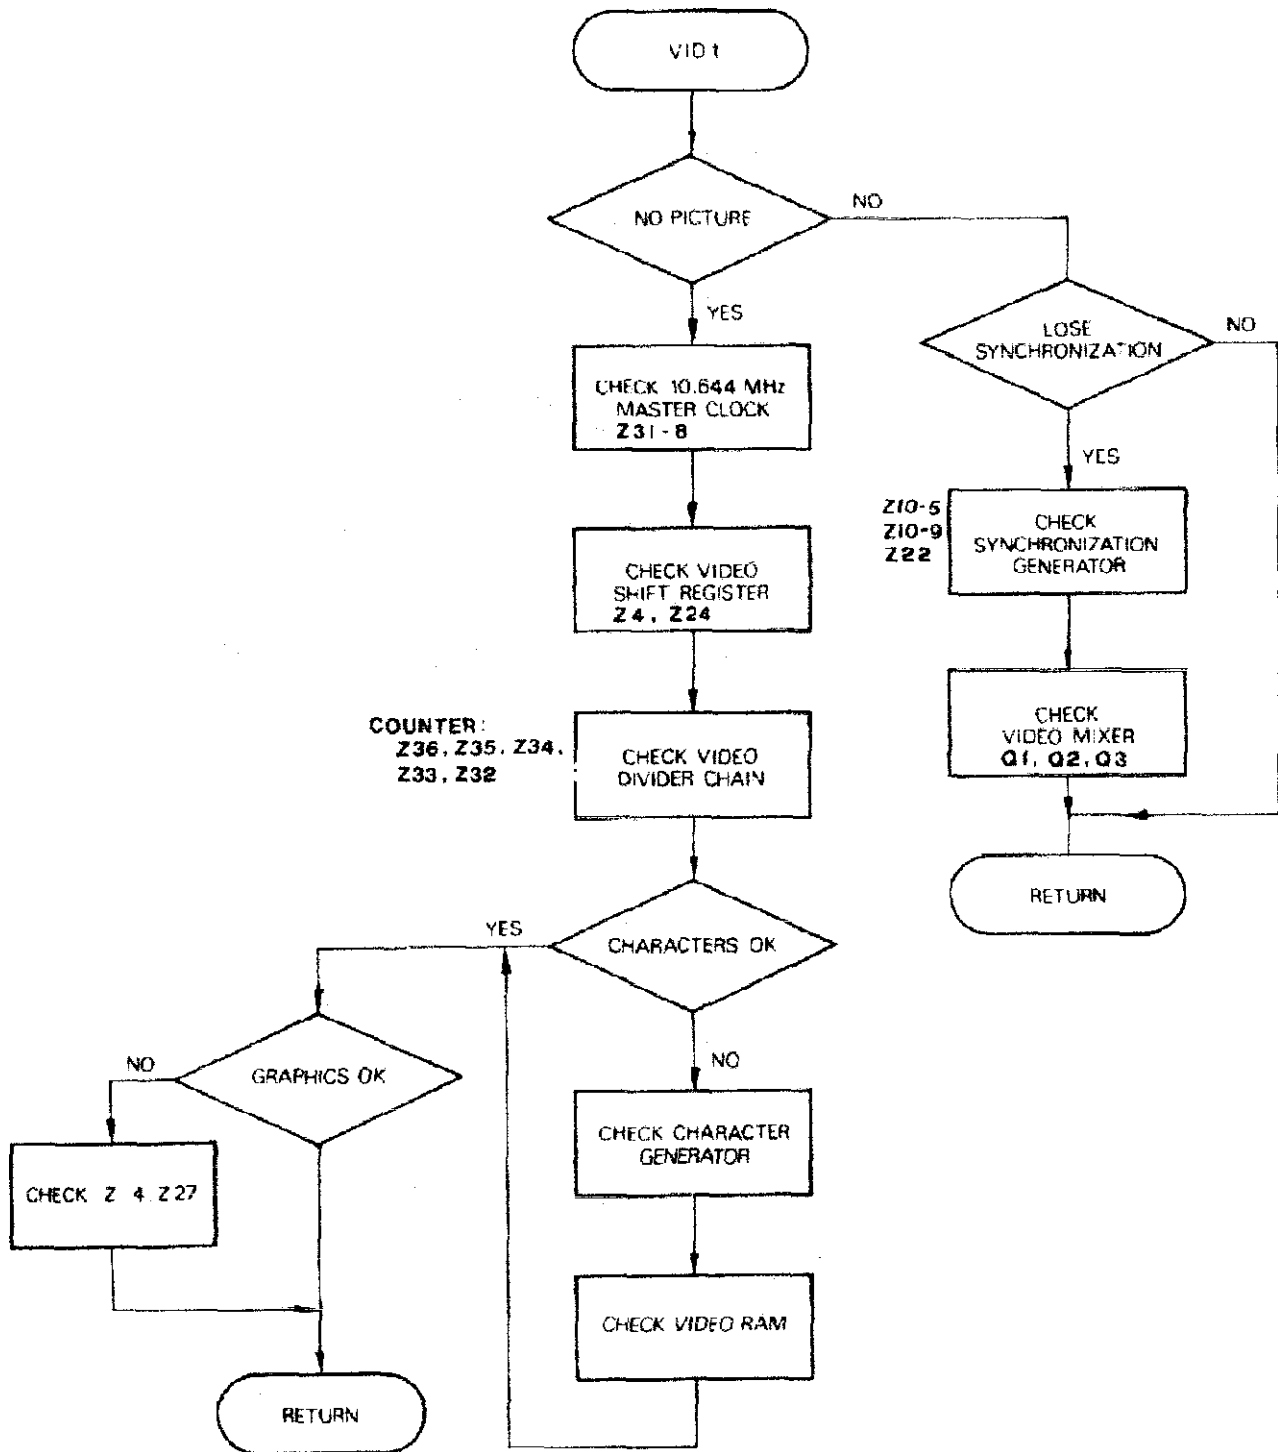 VID t
NO PICTURE
NO
YES
LOSE
SYNCHRONIZATION
NO
CHECK 10.644 MHz
MASTER CLOCK
Z31-8
YES
Z10-5
Z10-9
Z22
CHECK
SYNCHRONIZATION
GENERATOR
CHECK VIDEO
SHIFT REGISTER
Z4, Z24
COUNTER:
Z36, Z35, Z34,
Z33, Z32
CHECK VIDEO
DIVIDER CHAIN
CHECK
VIDEO MIXER
Q1, Q2, Q3
RETURN
YES
CHARACTERS OK
NO
NO
GRAPHICS OK
CHECK CHARACTER
GENERATOR
CHECK Z 4, Z27
CHECK VIDEO RAM
RETURN